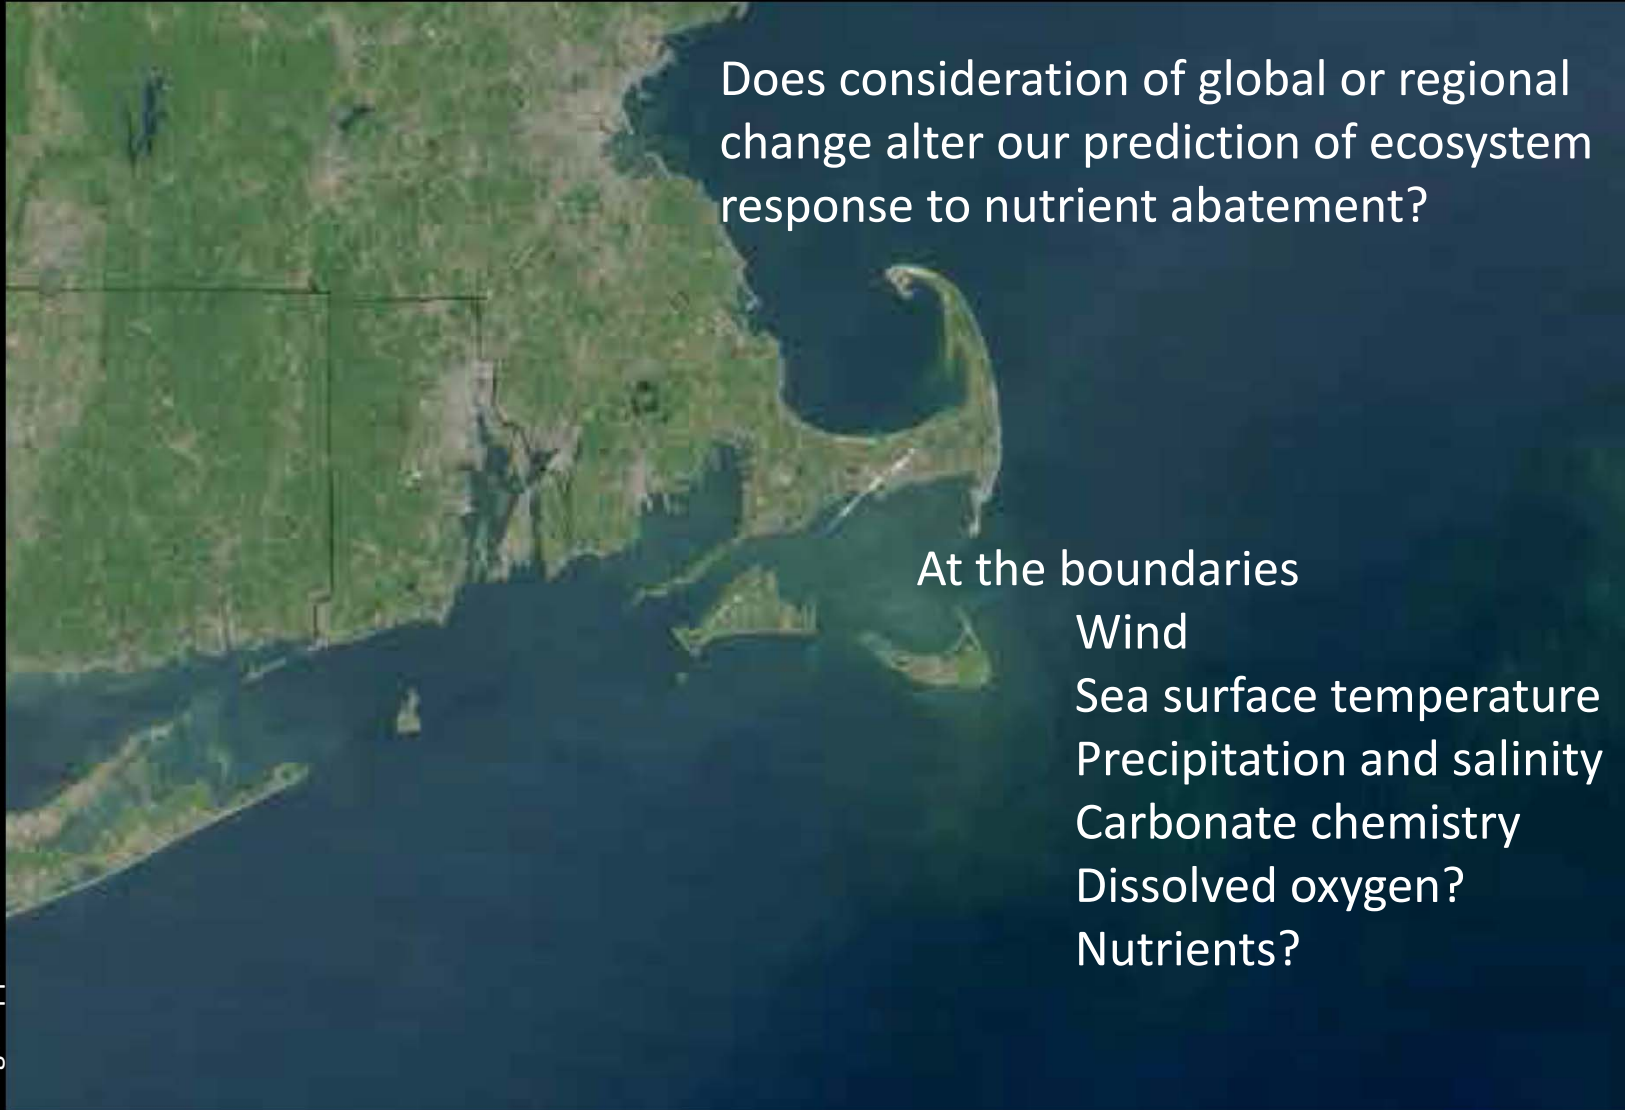 Does consideration of global or regional
change alter our prediction of ecosystem
response to nutrient abatement?
At the boundaries
Wind
Sea surface temperature
Precipitation and salinity
Carbonate chemistry
Dissolved oxygen?
Nutrients?